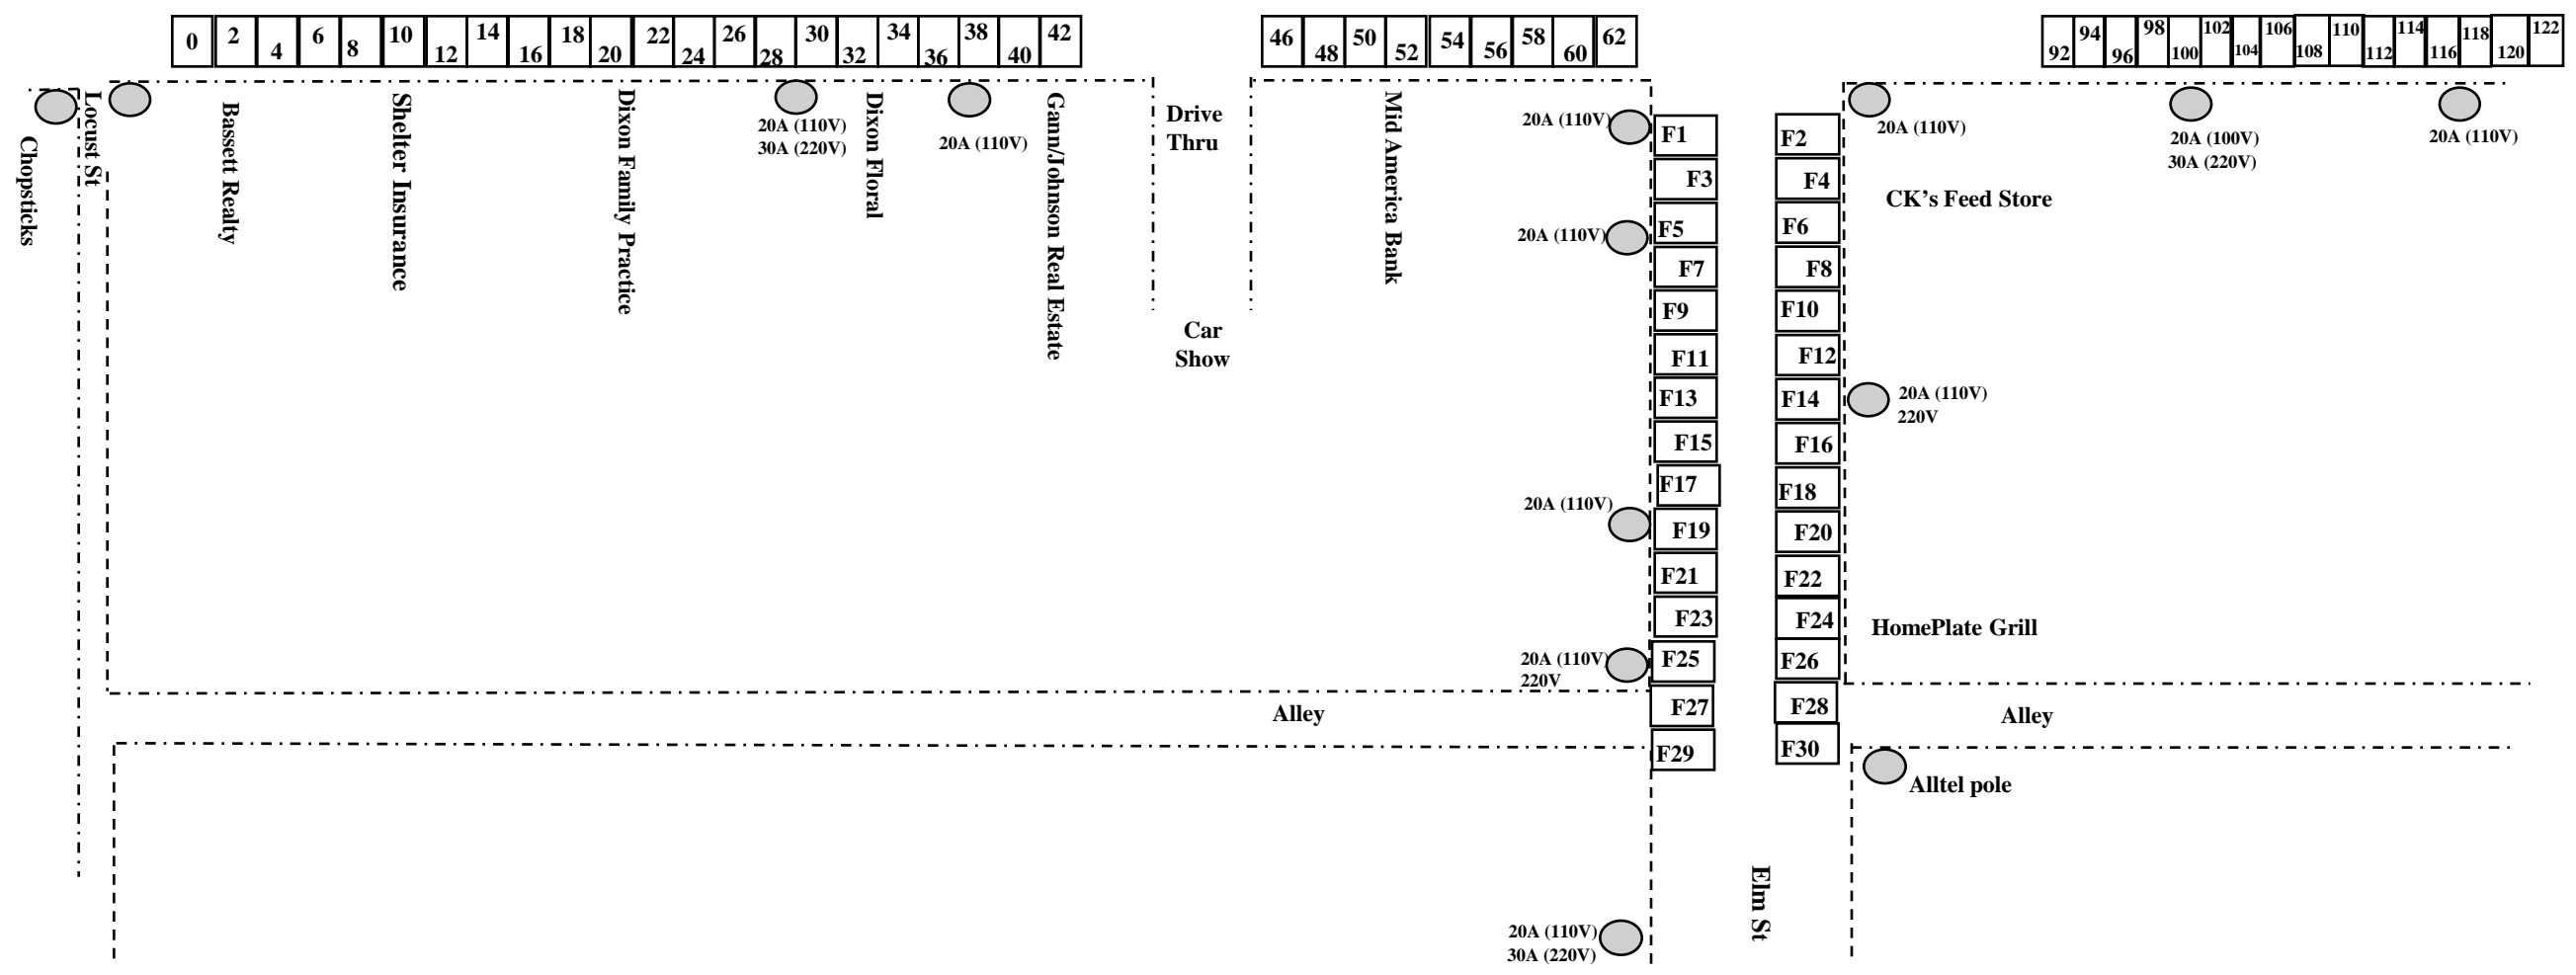 0 2 4 6 8 10 12 14 16 18 20 22 24 26 28 30 32 34 36 38 40 42
46 48 50 52 54 56 58 60 62
92 94 96 98 100 102 104 106 108 110 112 114 116 118 120 122
Chopsticks
Locust St
Bassett Realty
Shelter Insurance
Dixon Family Practice
20A (110V)
30A (220V)
Dixon Floral
20A (110V)
Gann/Johnson Real Estate
Drive
Thru
Car
Show
Mid America Bank
20A (110V)
20A (110V)
20A (110V)
20A (110V)
220V
F1
F3
F5
F7
F9
F11
F13
F15
F17
F19
F21
F23
F25
F27
F29
F2
F4
F6
F8
F10
F12
F14
F16
F18
F20
F22
F24
F26
F28
F30
20A (110V)
20A (100V)
30A (220V)
20A (110V)
CK’s Feed Store
20A (110V)
220V
HomePlate Grill
Alley
Alley
Alltel pole
Elm St
20A (110V)
30A (220V)